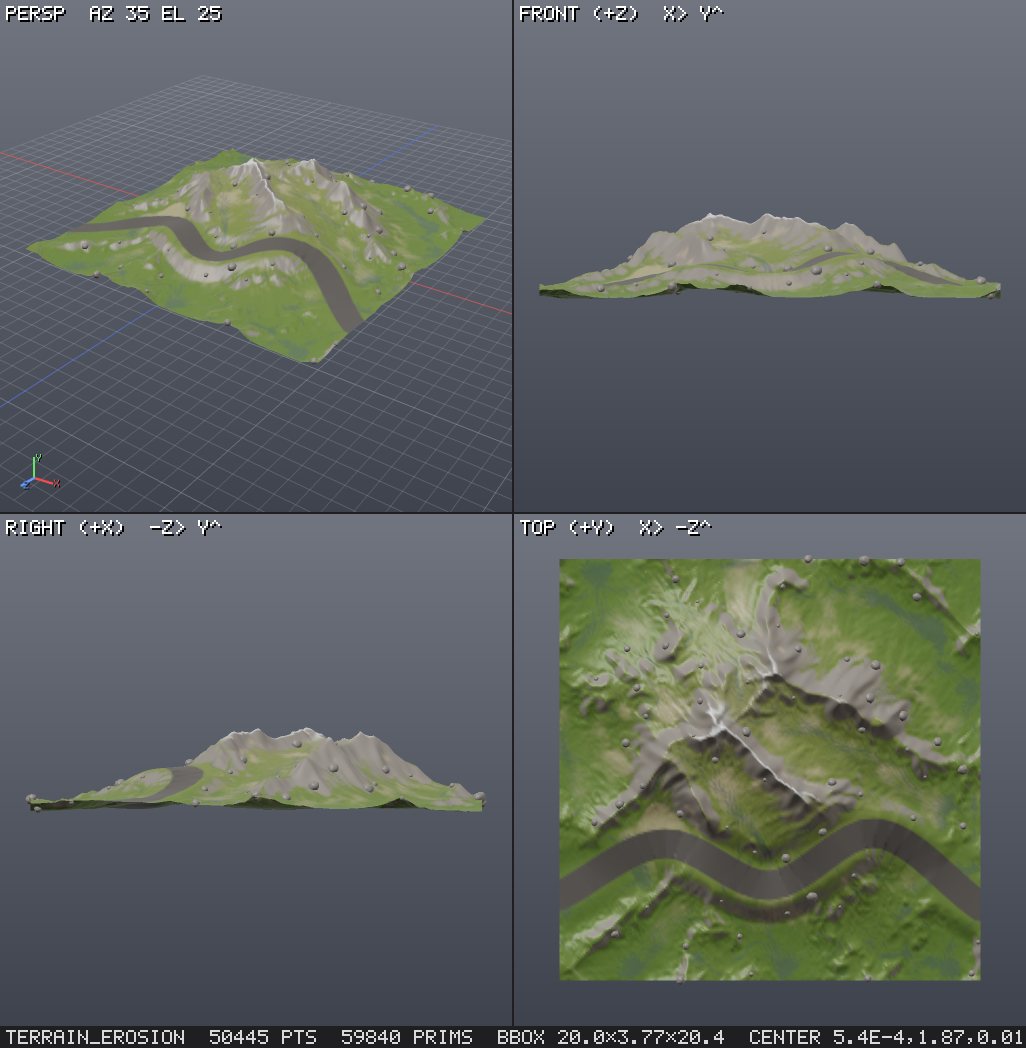 PERSP  AZ 35 EL 25
FRONT (+Z)  X> Y^
Y
X
Z
RIGHT (+X)  -Z> Y^
TOP (+Y)  X> -Z^
TERRAIN_EROSION  50445 PTS  59840 PRIMS  BBOX 20.0×3.77×20.4  CENTER 5.4E-4,1.87,0.01